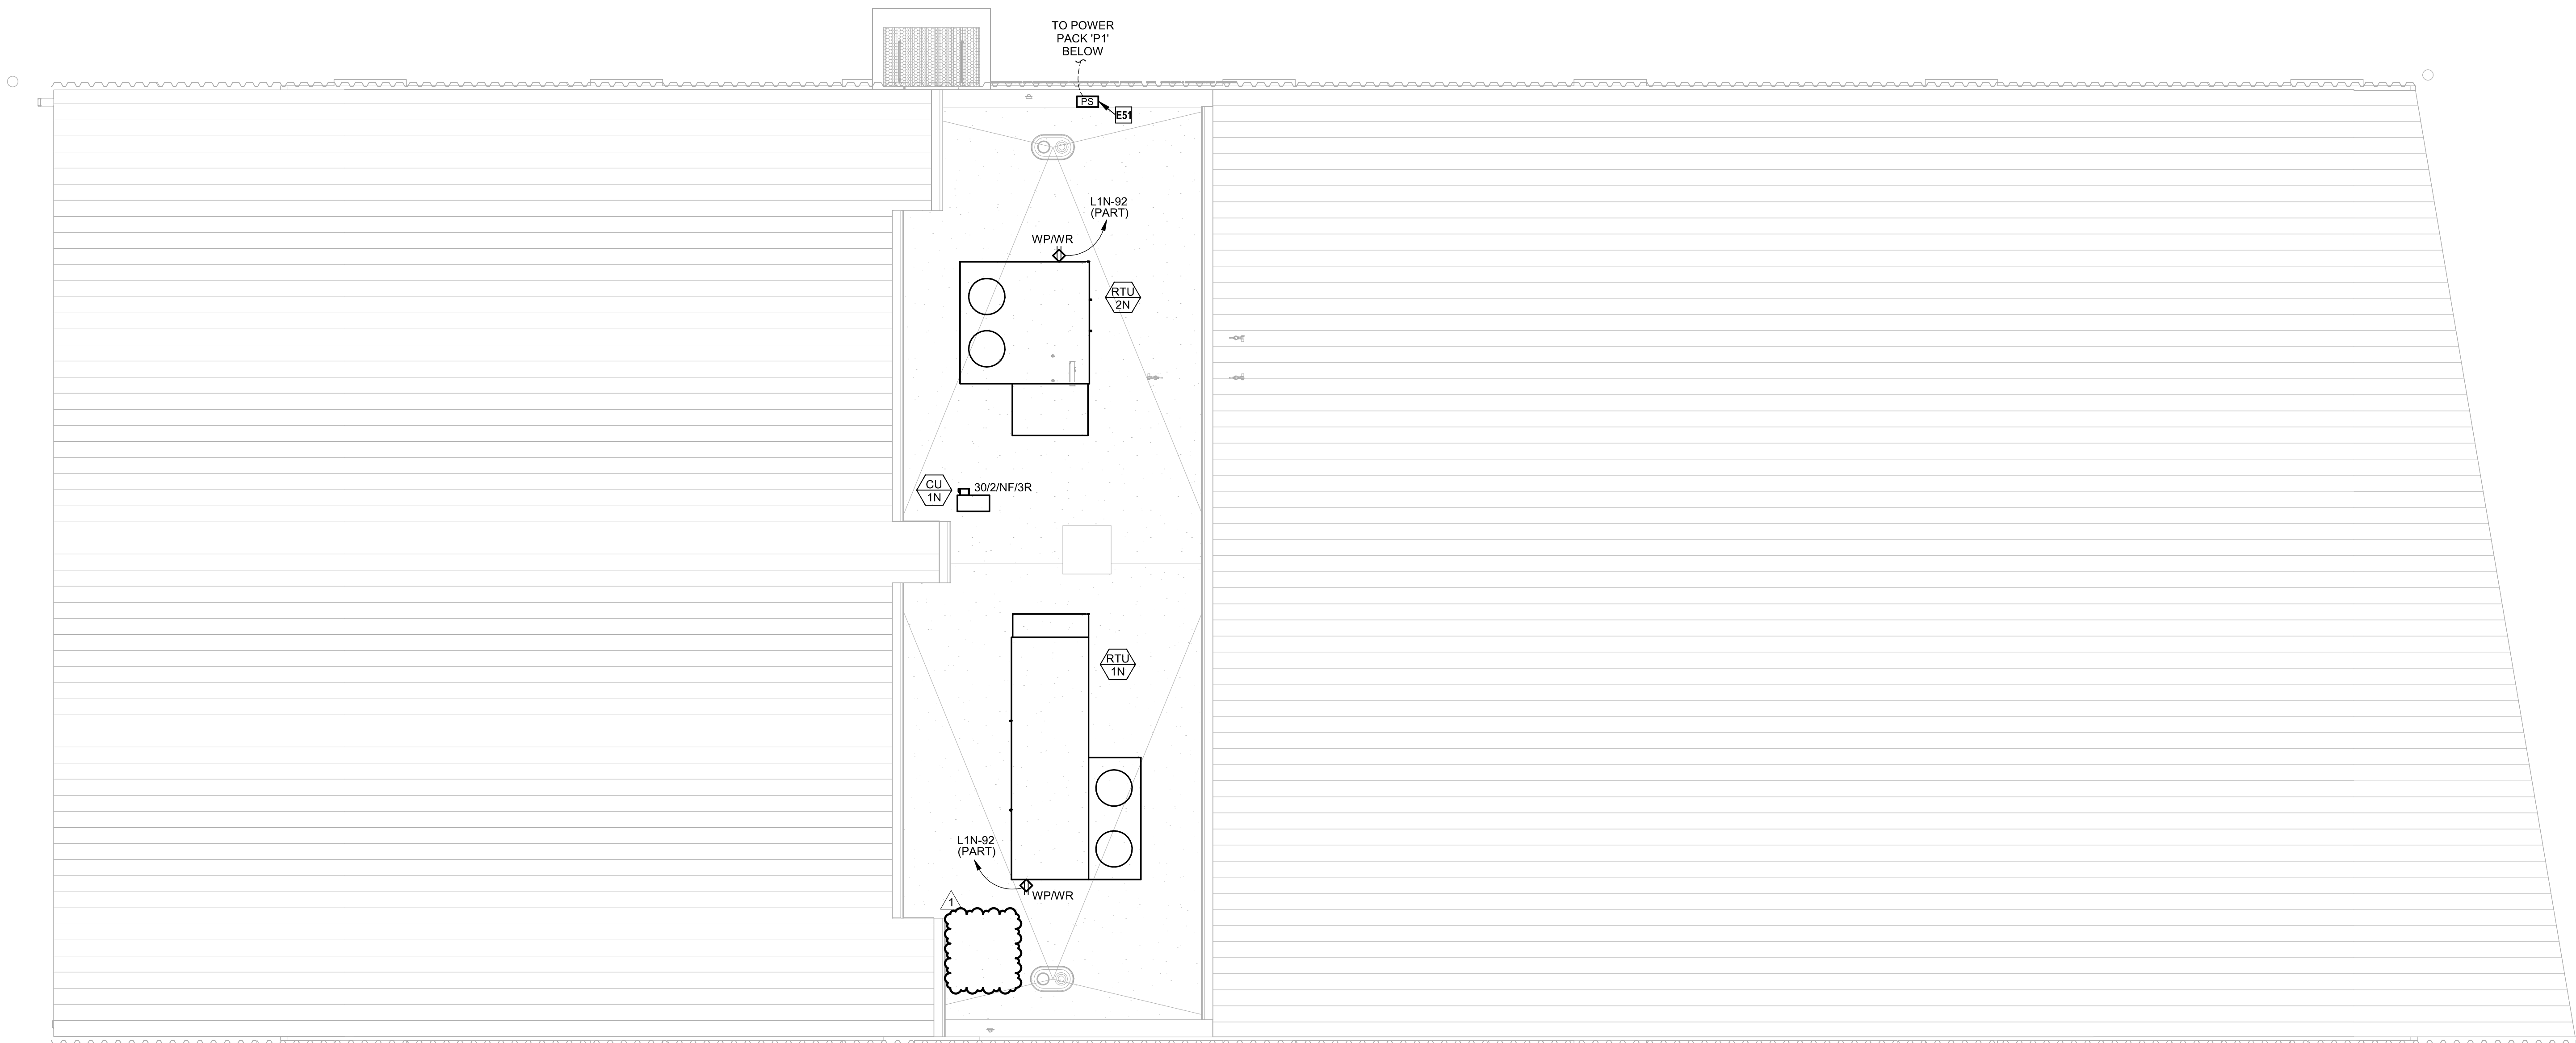 TO POWER
PACK 'P1'
BELOW
PS
E51
L1N-92
(PART)
WP/WR
RTU
2N
CU
1N
30/2/NF/3R
RTU
1N
L1N-92
(PART)
WP/WR
1